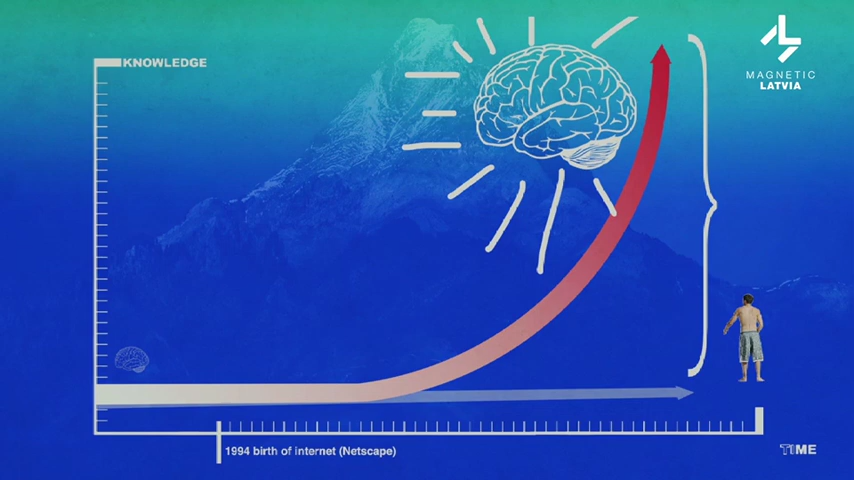 KNOWLEDGE
MAGNETIC
LATVIA
1994 birth of internet (Netscape)
TIME